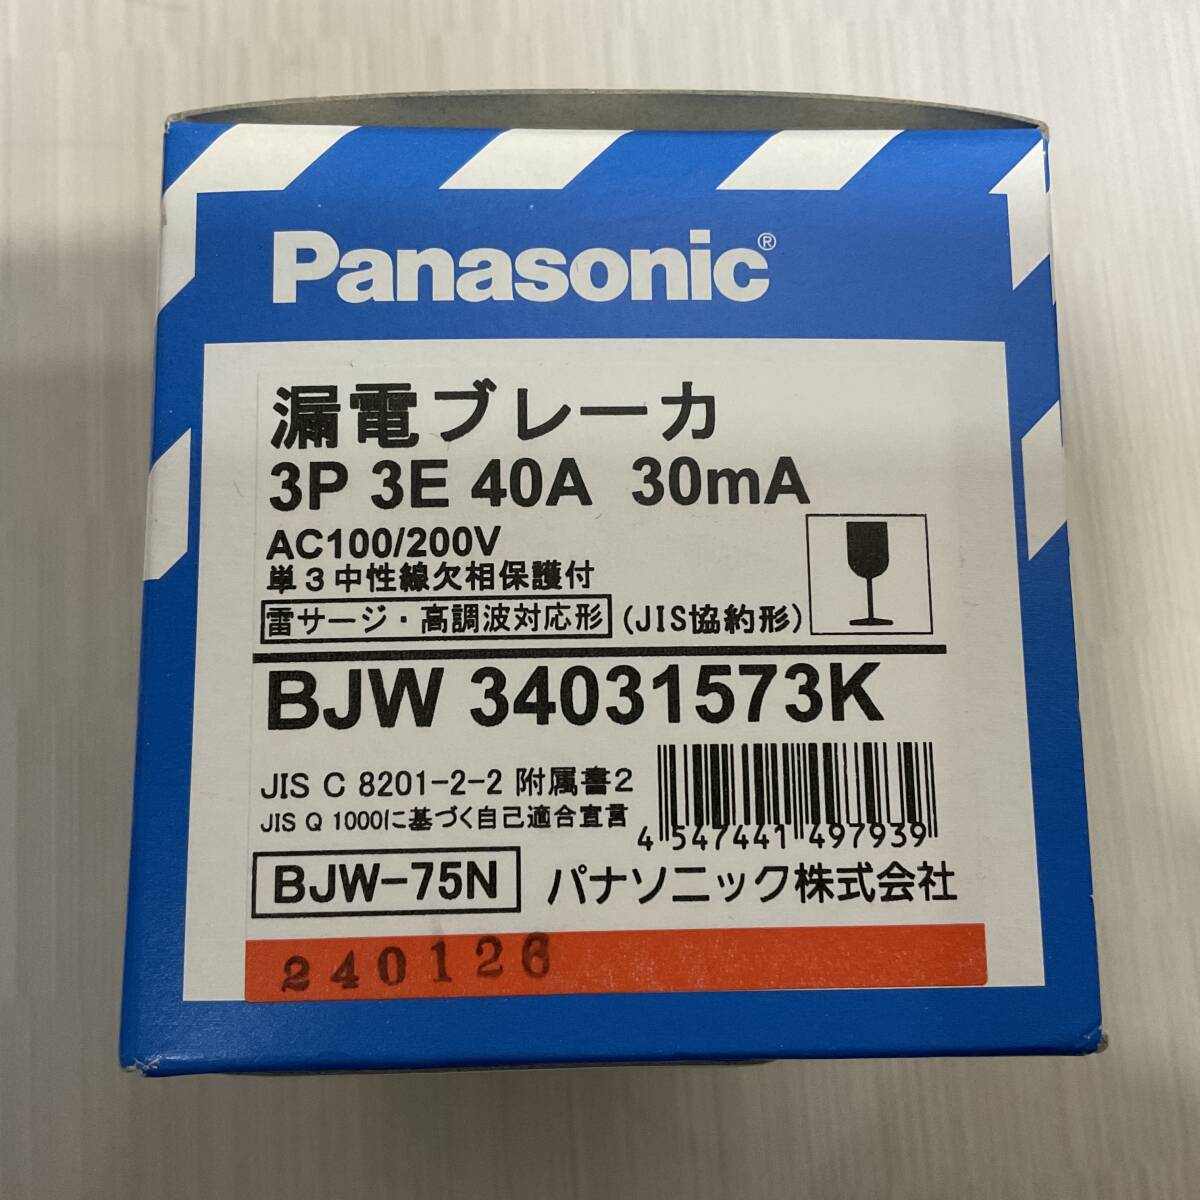 Panasonic®
漏電ブレーカ
3P 3E 40A 30mA
AC100/200V
単3中性線欠相保護付
雷サージ・高調波対応形 (JIS協約形)
BJW 34031573K
JIS C 8201-2-2 附属書2
JIS Q 1000に基づく自己適合宣言
4 547441 497939
BJW-75N パナソニック株式会社
240126